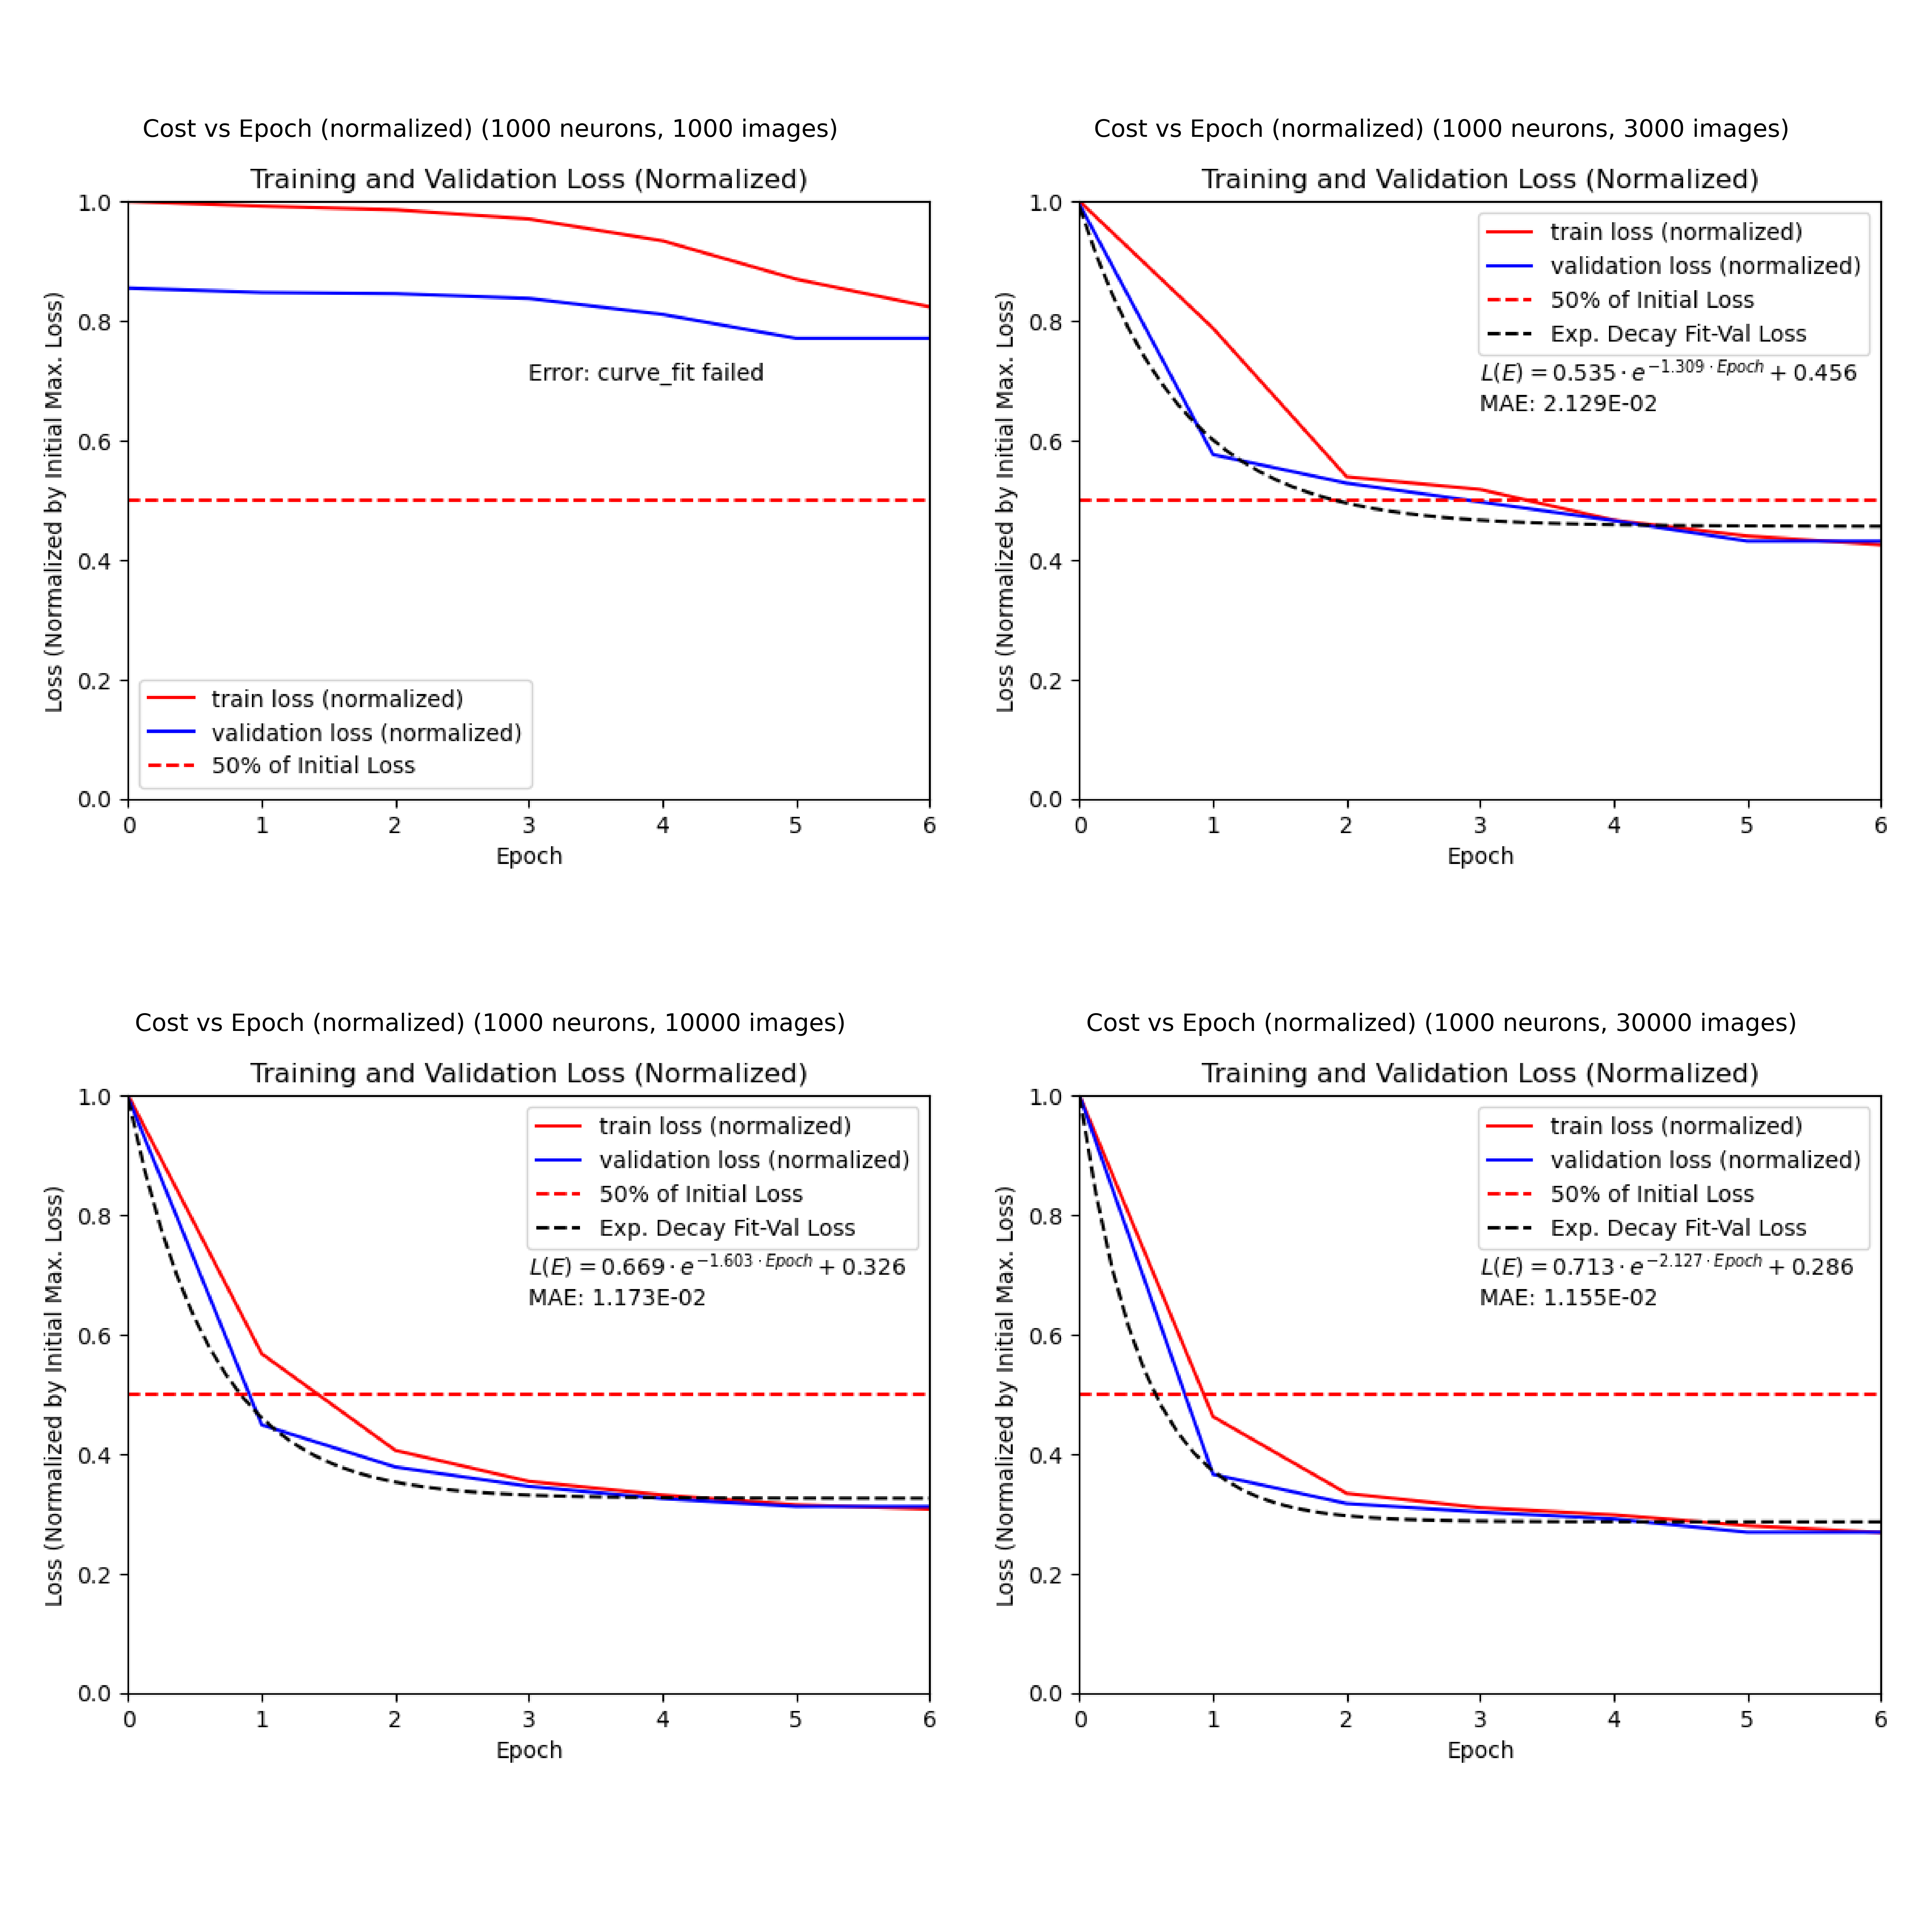 Cost vs Epoch (normalized) (1000 neurons, 1000 images)
Training and Validation Loss (Normalized)
Loss (Normalized by Initial Max. Loss)
1.0
0.8
0.6
0.4
0.2
0.0
Error: curve_fit failed
train loss (normalized)
validation loss (normalized)
50% of Initial Loss
0 1 2 3 4 5 6
Epoch
Cost vs Epoch (normalized) (1000 neurons, 3000 images)
Training and Validation Loss (Normalized)
Loss (Normalized by Initial Max. Loss)
1.0
0.8
0.6
0.4
0.2
0.0
train loss (normalized)
validation loss (normalized)
50% of Initial Loss
Exp. Decay Fit-Val Loss
L(E) = 0.535 · e^{−1.309 · Epoch} + 0.456
MAE: 2.129E-02
0 1 2 3 4 5 6
Epoch
Cost vs Epoch (normalized) (1000 neurons, 10000 images)
Training and Validation Loss (Normalized)
Loss (Normalized by Initial Max. Loss)
1.0
0.8
0.6
0.4
0.2
0.0
train loss (normalized)
validation loss (normalized)
50% of Initial Loss
Exp. Decay Fit-Val Loss
L(E) = 0.669 · e^{−1.603 · Epoch} + 0.326
MAE: 1.173E-02
0 1 2 3 4 5 6
Epoch
Cost vs Epoch (normalized) (1000 neurons, 30000 images)
Training and Validation Loss (Normalized)
Loss (Normalized by Initial Max. Loss)
1.0
0.8
0.6
0.4
0.2
0.0
train loss (normalized)
validation loss (normalized)
50% of Initial Loss
Exp. Decay Fit-Val Loss
L(E) = 0.713 · e^{−2.127 · Epoch} + 0.286
MAE: 1.155E-02
0 1 2 3 4 5 6
Epoch